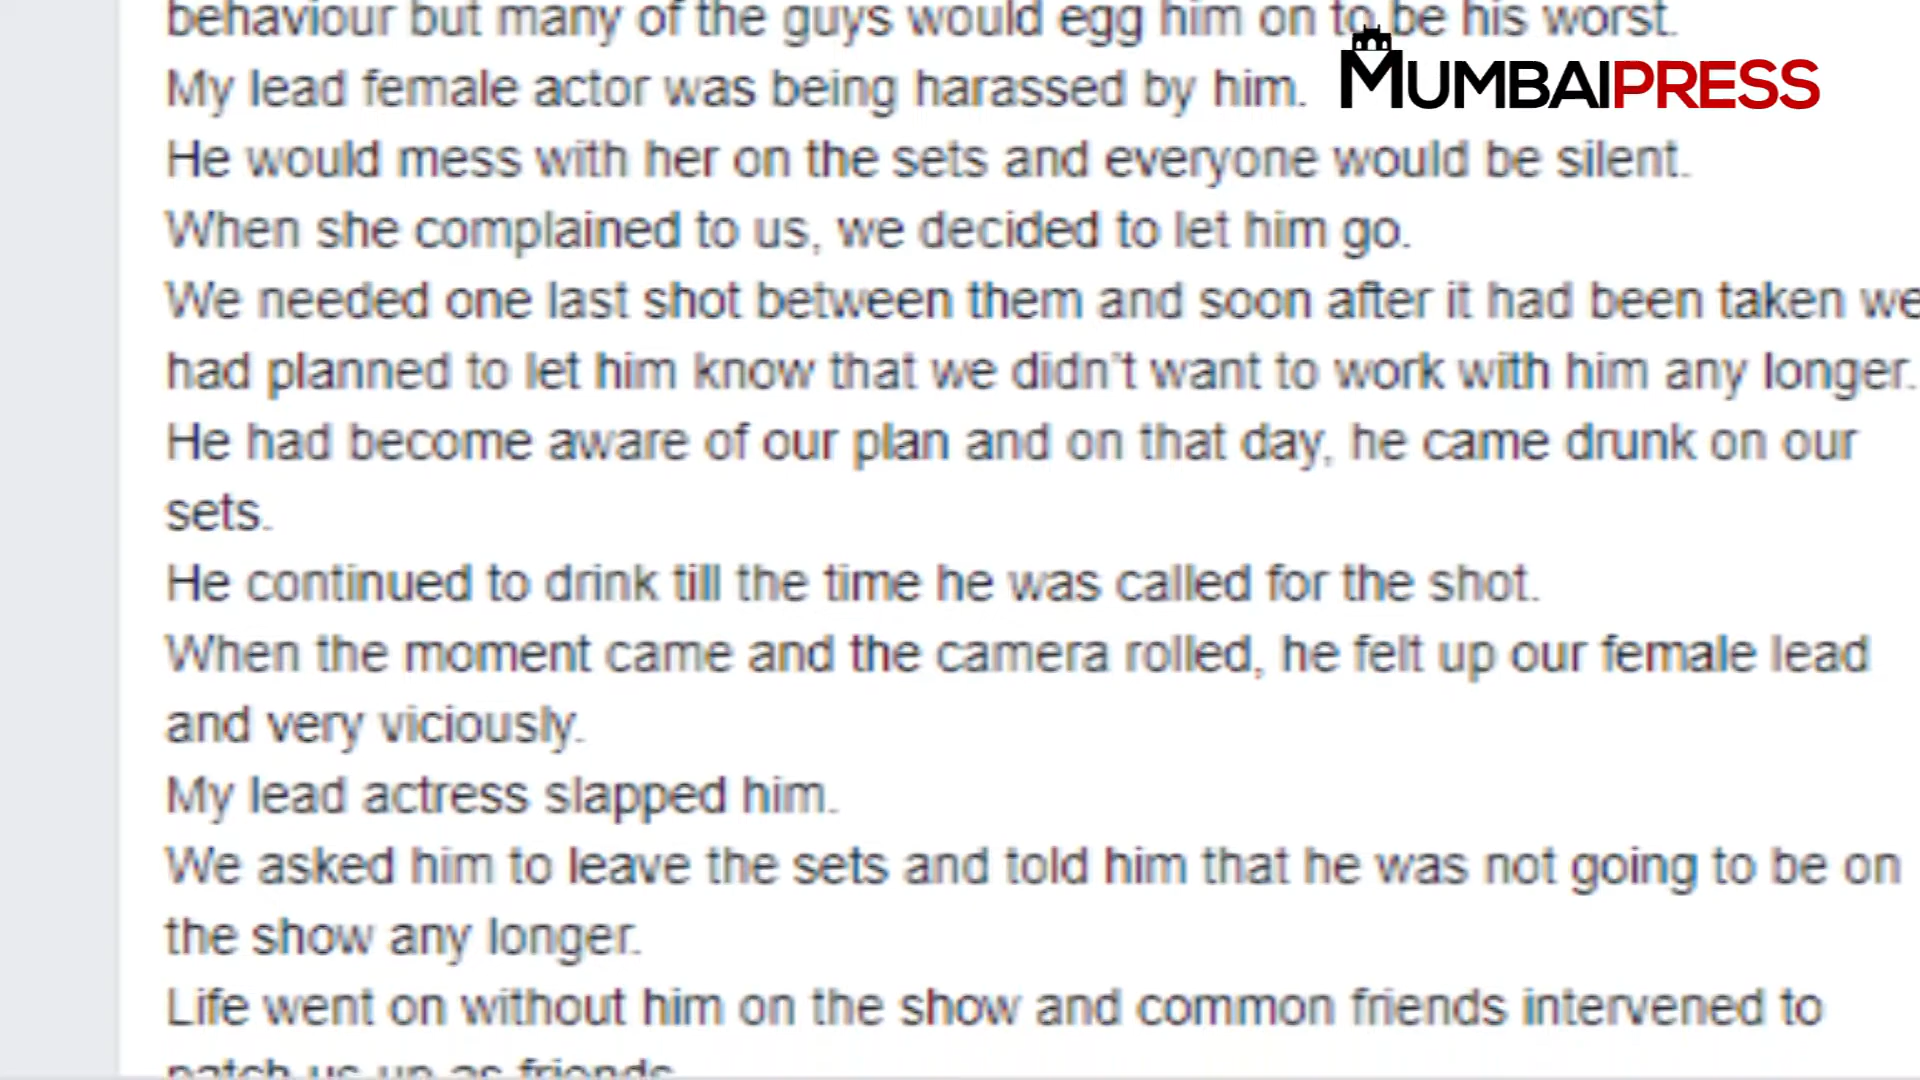 behaviour but many of the guys would egg him on to be his worst.
MUMBAIPRESS
My lead female actor was being harassed by him.
He would mess with her on the sets and everyone would be silent.
When she complained to us, we decided to let him go.
We needed one last shot between them and soon after it had been taken we
had planned to let him know that we didn't want to work with him any longer.
He had become aware of our plan and on that day, he came drunk on our
sets.
He continued to drink till the time he was called for the shot.
When the moment came and the camera rolled, he felt up our female lead
and very viciously.
My lead actress slapped him.
We asked him to leave the sets and told him that he was not going to be on
the show any longer.
Life went on without him on the show and common friends intervened to
patch us up as friends.